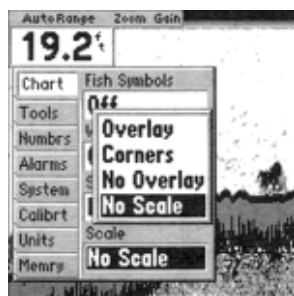 AutoRange Zoom Gain
19.2 ft
Chart
Tools
Numbrs
Alarms
System
Calibrt
Units
Memry
Fish Symbols
Off
Overlay
Corners
No Overlay
No Scale
Scale
No Scale